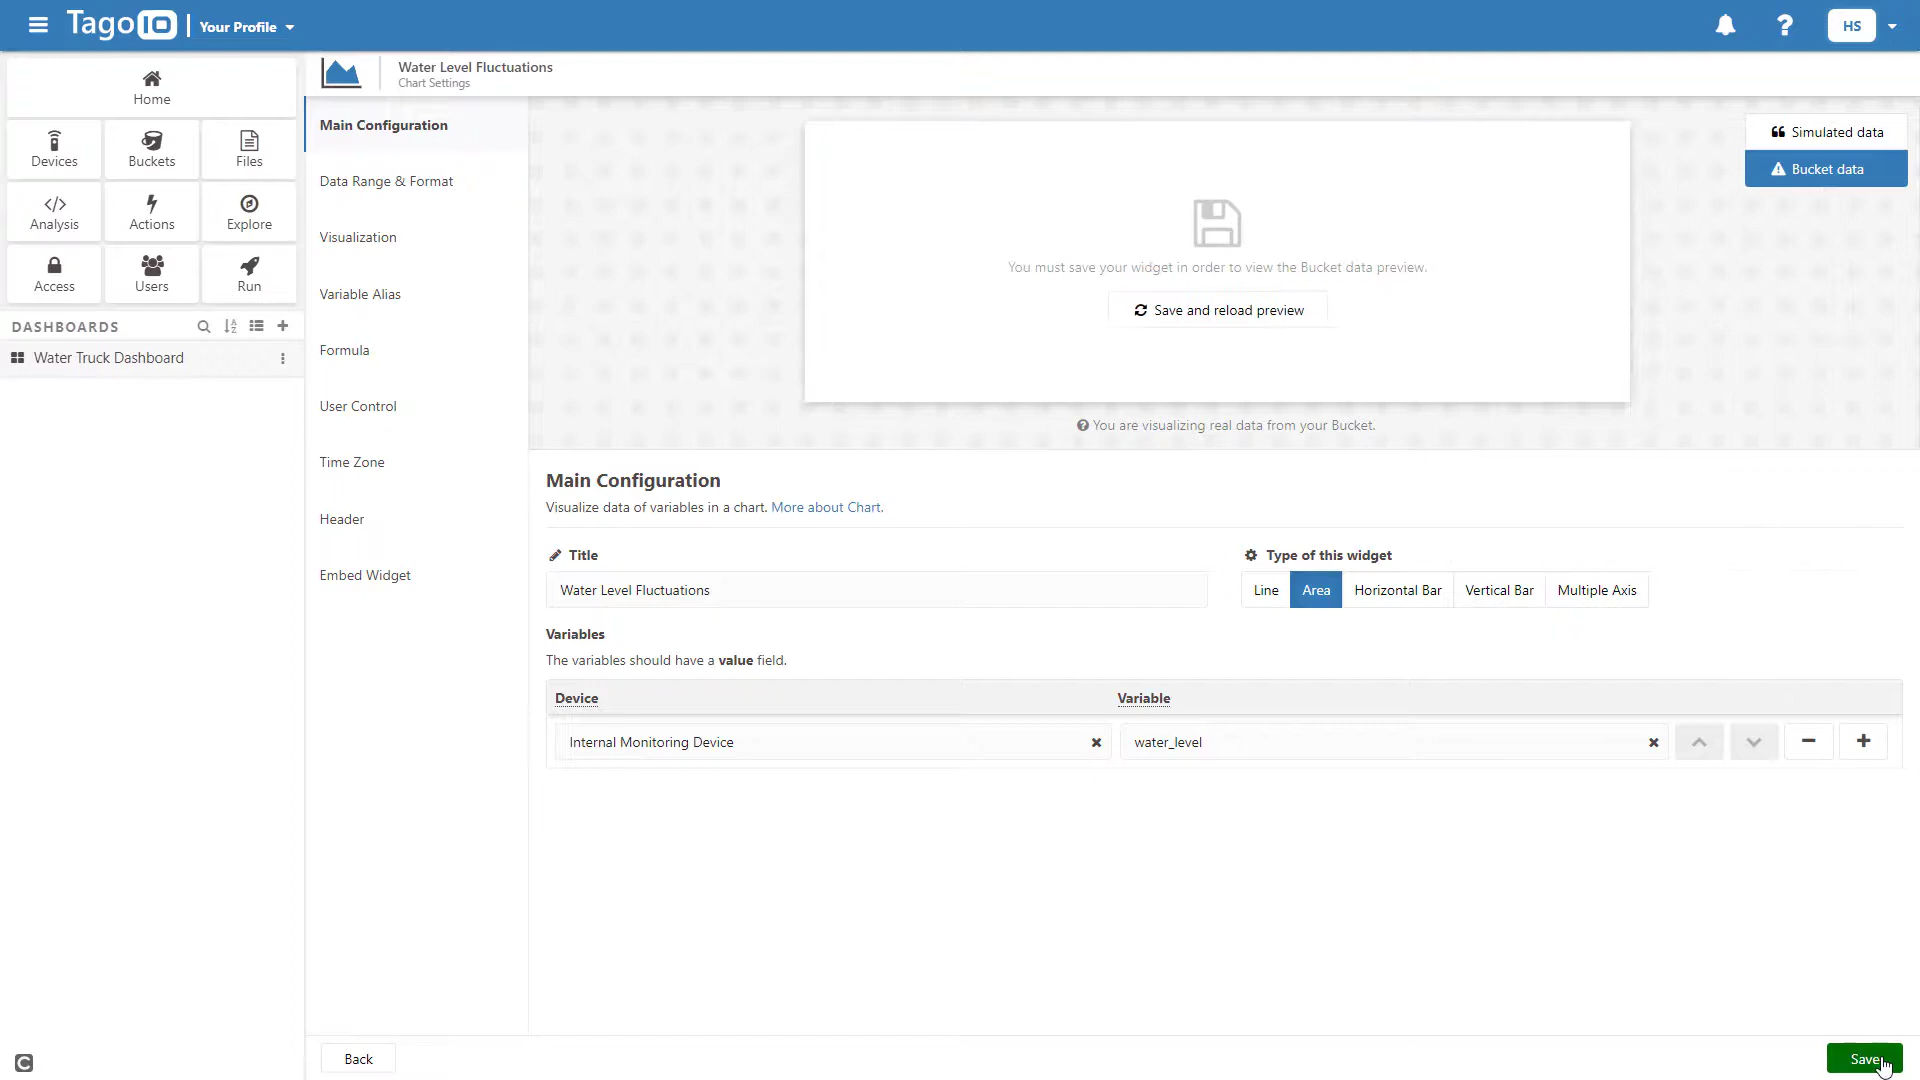 TagoIO | Your Profile
HS
Home
Devices
Buckets
Files
Analysis
Actions
Explore
Access
Users
Run
DASHBOARDS
Water Truck Dashboard
Water Level Fluctuations
Chart Settings
Main Configuration
Data Range & Format
Visualization
Variable Alias
Formula
User Control
Time Zone
Header
Embed Widget
Simulated data
Bucket data
You must save your widget in order to view the Bucket data preview.
Save and reload preview
You are visualizing real data from your Bucket.
Main Configuration
Visualize data of variables in a chart. More about Chart.
Title
Water Level Fluctuations
Type of this widget
Line Area Horizontal Bar Vertical Bar Multiple Axis
Variables
The variables should have a value field.
Device Variable
Internal Monitoring Device water_level
Back
Save